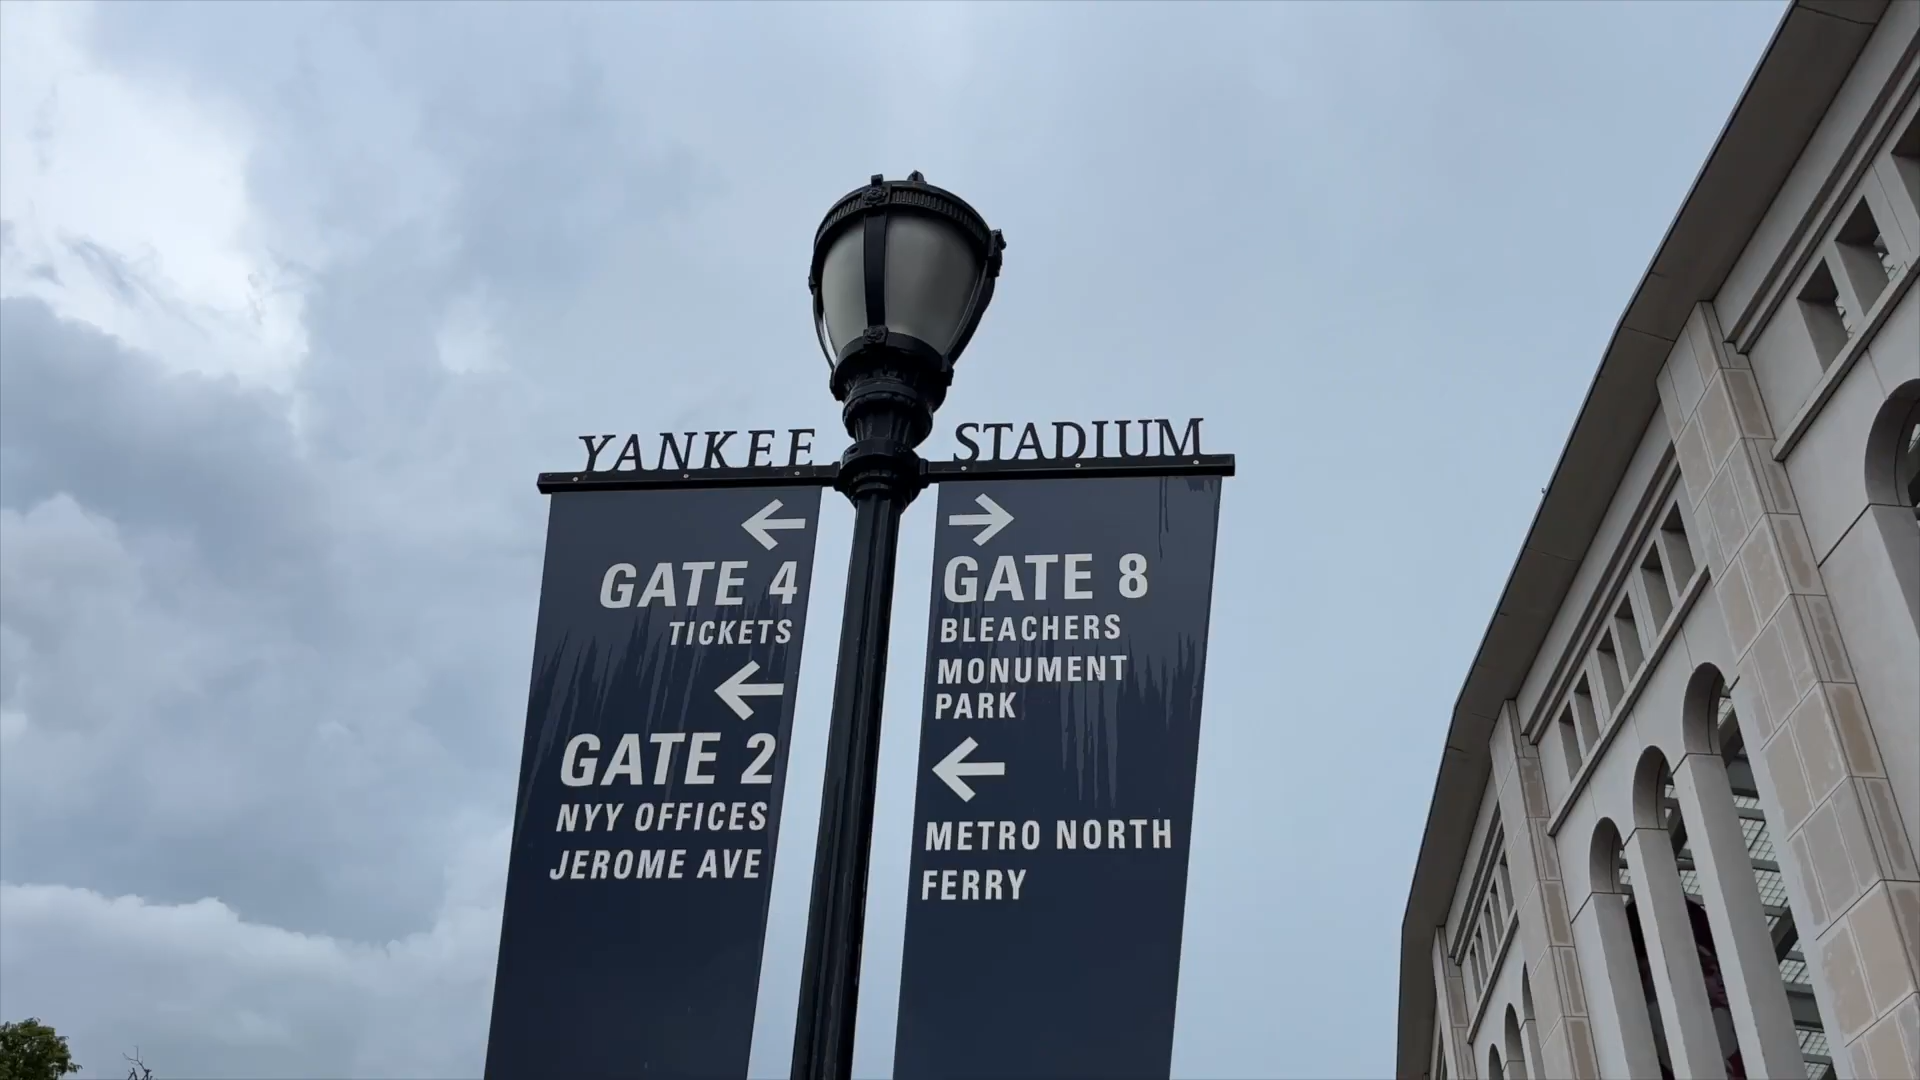 YANKEE STADIUM
←
GATE 4
TICKETS
←
GATE 2
NYY OFFICES
JEROME AVE
→
GATE 8
BLEACHERS
MONUMENT
PARK
←
METRO NORTH
FERRY